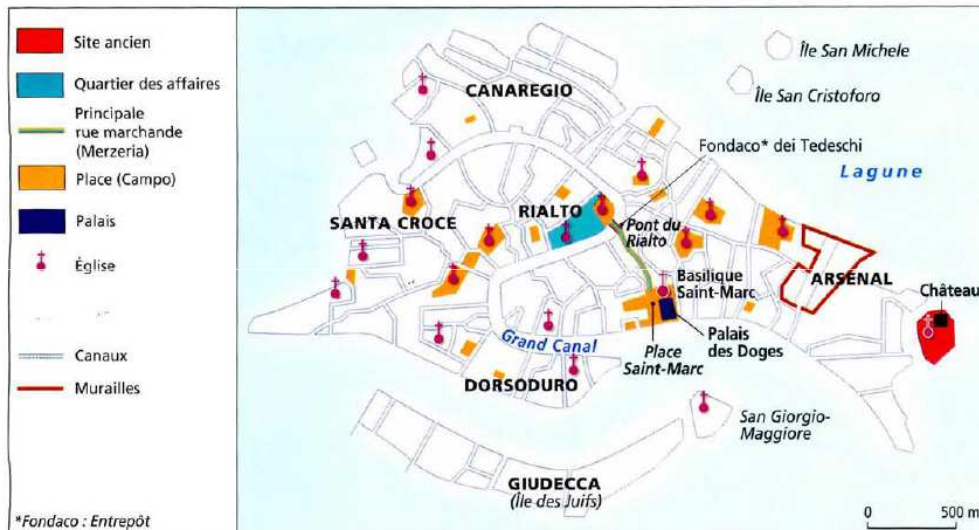 Site ancien
Quartier des affaires
Principale
rue marchande
(Merzeria)
Place (Campo)
Palais
Église
Canaux
Murailles
*Fondaco : Entrepôt
Île San Michele
Île San Cristoforo
CANAREGIO
Fondaco* dei Tedeschi
Lagune
SANTA CROCE
RIALTO
Pont du
Rialto
ARSENAL
Basilique
Saint-Marc
Château
Grand Canal
Place
Saint-Marc
Palais
des Doges
DORSODURO
San Giorgio-
Maggiore
GIUDECCA
(Île des Juifs)
0 500 m